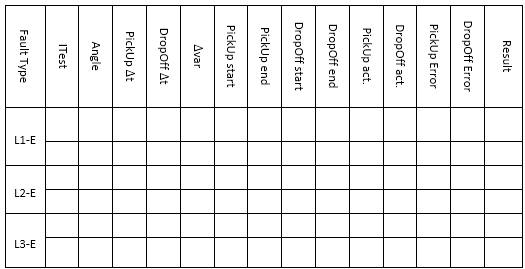 Fault Type
ITest
Angle
PickUp Δt
DropOff Δt
Δvar
PickUp start
PickUp end
DropOff start
DropOff end
PickUp act.
DropOff act.
PickUp Error
DropOff Error
Result
L1-E
L2-E
L3-E